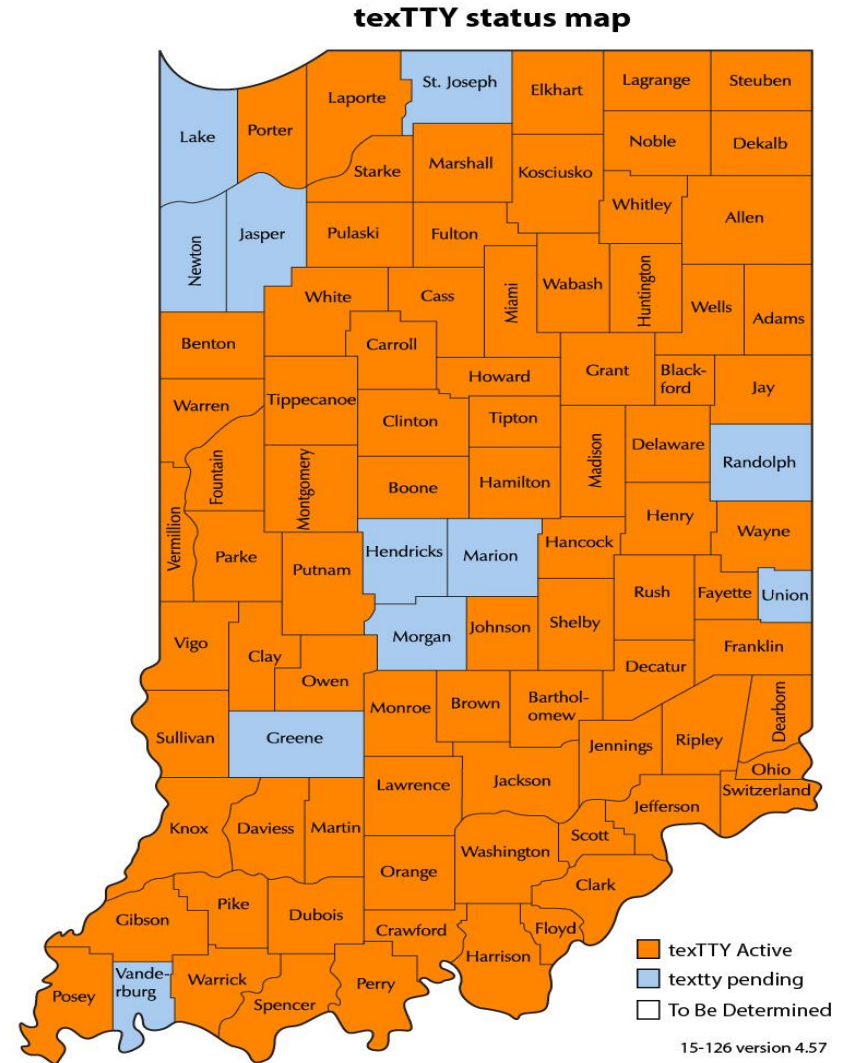 texTTY status map
St. Joseph
Elkhart
Lagrange
Steuben
Laporte
Lake
Porter
Noble
Dekalb
Starke
Marshall
Kosciusko
Whitley
Allen
Newton
Jasper
Pulaski
Fulton
White
Cass
Miami
Wabash
Huntington
Wells
Adams
Benton
Carroll
Howard
Grant
Black-
ford
Jay
Warren
Tippecanoe
Clinton
Tipton
Madison
Delaware
Randolph
Fountain
Montgomery
Boone
Hamilton
Henry
Wayne
Vermillion
Parke
Putnam
Hendricks
Marion
Hancock
Rush
Fayette
Union
Vigo
Clay
Owen
Morgan
Johnson
Shelby
Decatur
Franklin
Sullivan
Greene
Monroe
Brown
Barthol-
omew
Jennings
Ripley
Dearborn
Ohio
Switzerland
Knox
Daviess
Martin
Lawrence
Jackson
Jefferson
Scott
Washington
Orange
Clark
Gibson
Pike
Dubois
Crawford
Floyd
Harrison
Posey
Vande-
rburg
Warrick
Spencer
Perry
texTTY Active
textty pending
To Be Determined
15-126 version 4.57